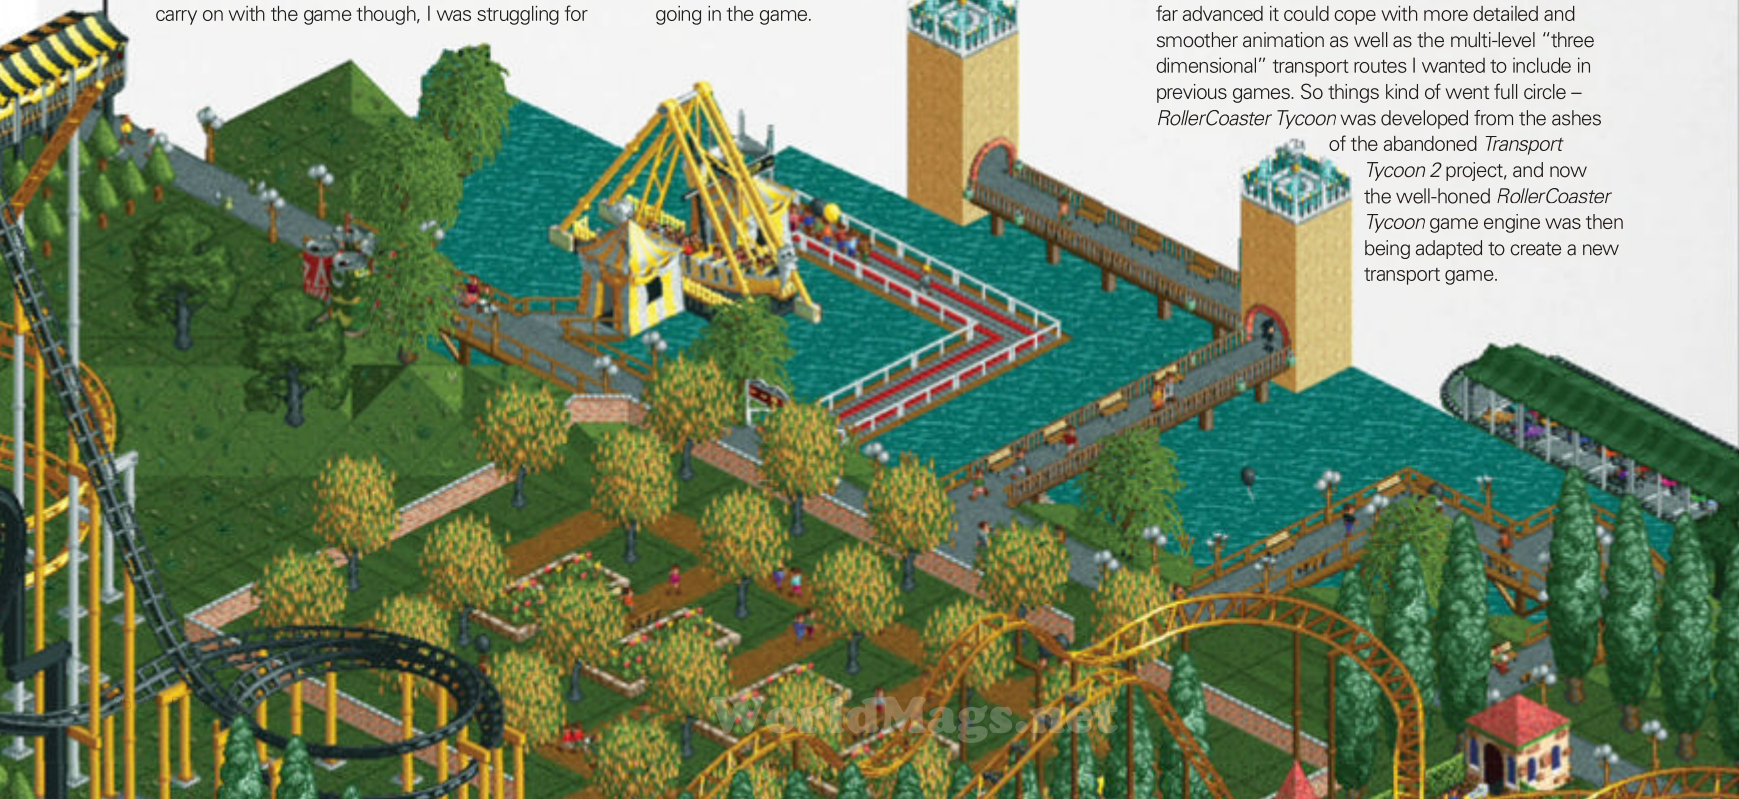 carry on with the game though, I was struggling for
going in the game.
far advanced it could cope with more detailed and
smoother animation as well as the multi-level “three
dimensional” transport routes I wanted to include in
previous games. So things kind of went full circle –
RollerCoaster Tycoon was developed from the ashes
of the abandoned Transport
Tycoon 2 project, and now
the well-honed RollerCoaster
Tycoon game engine was then
being adapted to create a new
transport game.
WorldMags.net